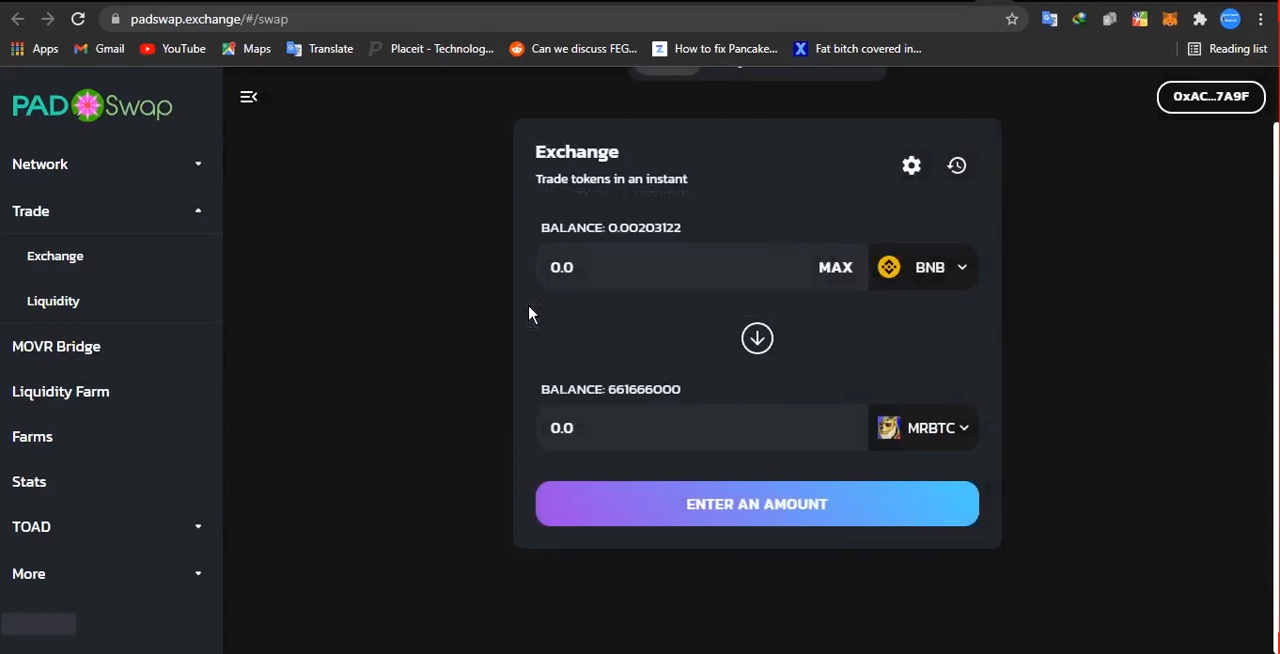 padswap.exchange/#/swap
Apps Gmail YouTube Maps Translate Placeit - Technolog... Can we discuss FEG... How to fix Pancake... Fat bitch covered in... Reading list
PAD Swap
0xAC...7A9F
Network
Trade
Exchange
Liquidity
MOVR Bridge
Liquidity Farm
Farms
Stats
TOAD
More
Exchange
Trade tokens in an instant
BALANCE: 0.00203122
0.0 MAX BNB
BALANCE: 661666000
0.0 MRBTC
ENTER AN AMOUNT